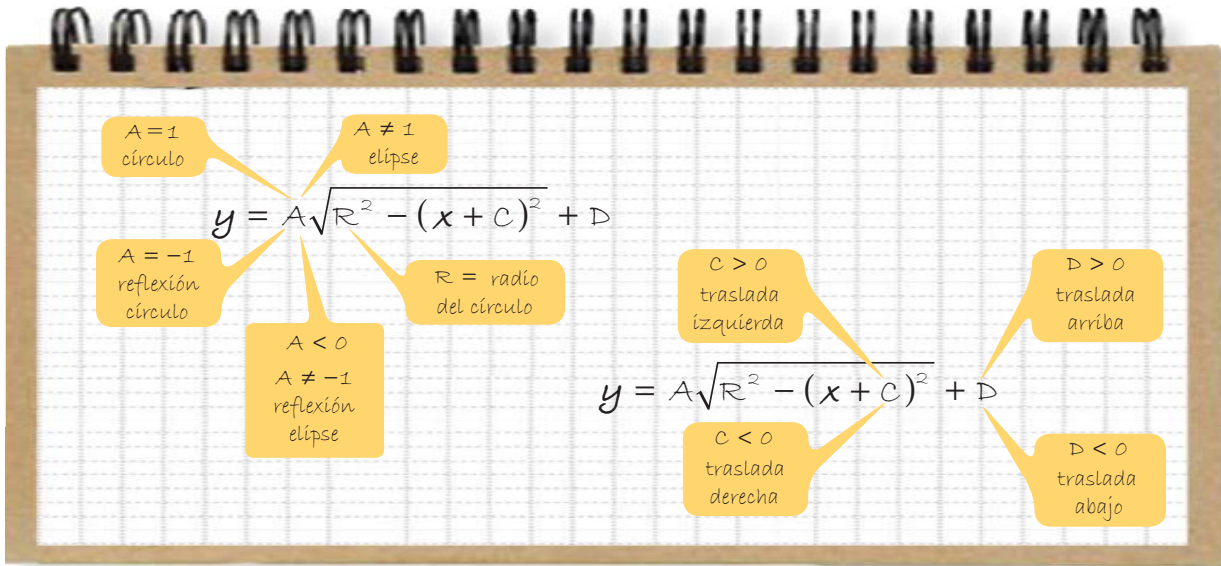 A = 1
círculo
A ≠ 1
elipse
y = A√(R² − (x + C)²) + D
A = −1
reflexión
círculo
R = radio
del círculo
A < 0
A ≠ −1
reflexión
elipse
C > 0
traslada
izquierda
D > 0
traslada
arriba
y = A√(R² − (x + C)²) + D
C < 0
traslada
derecha
D < 0
traslada
abajo